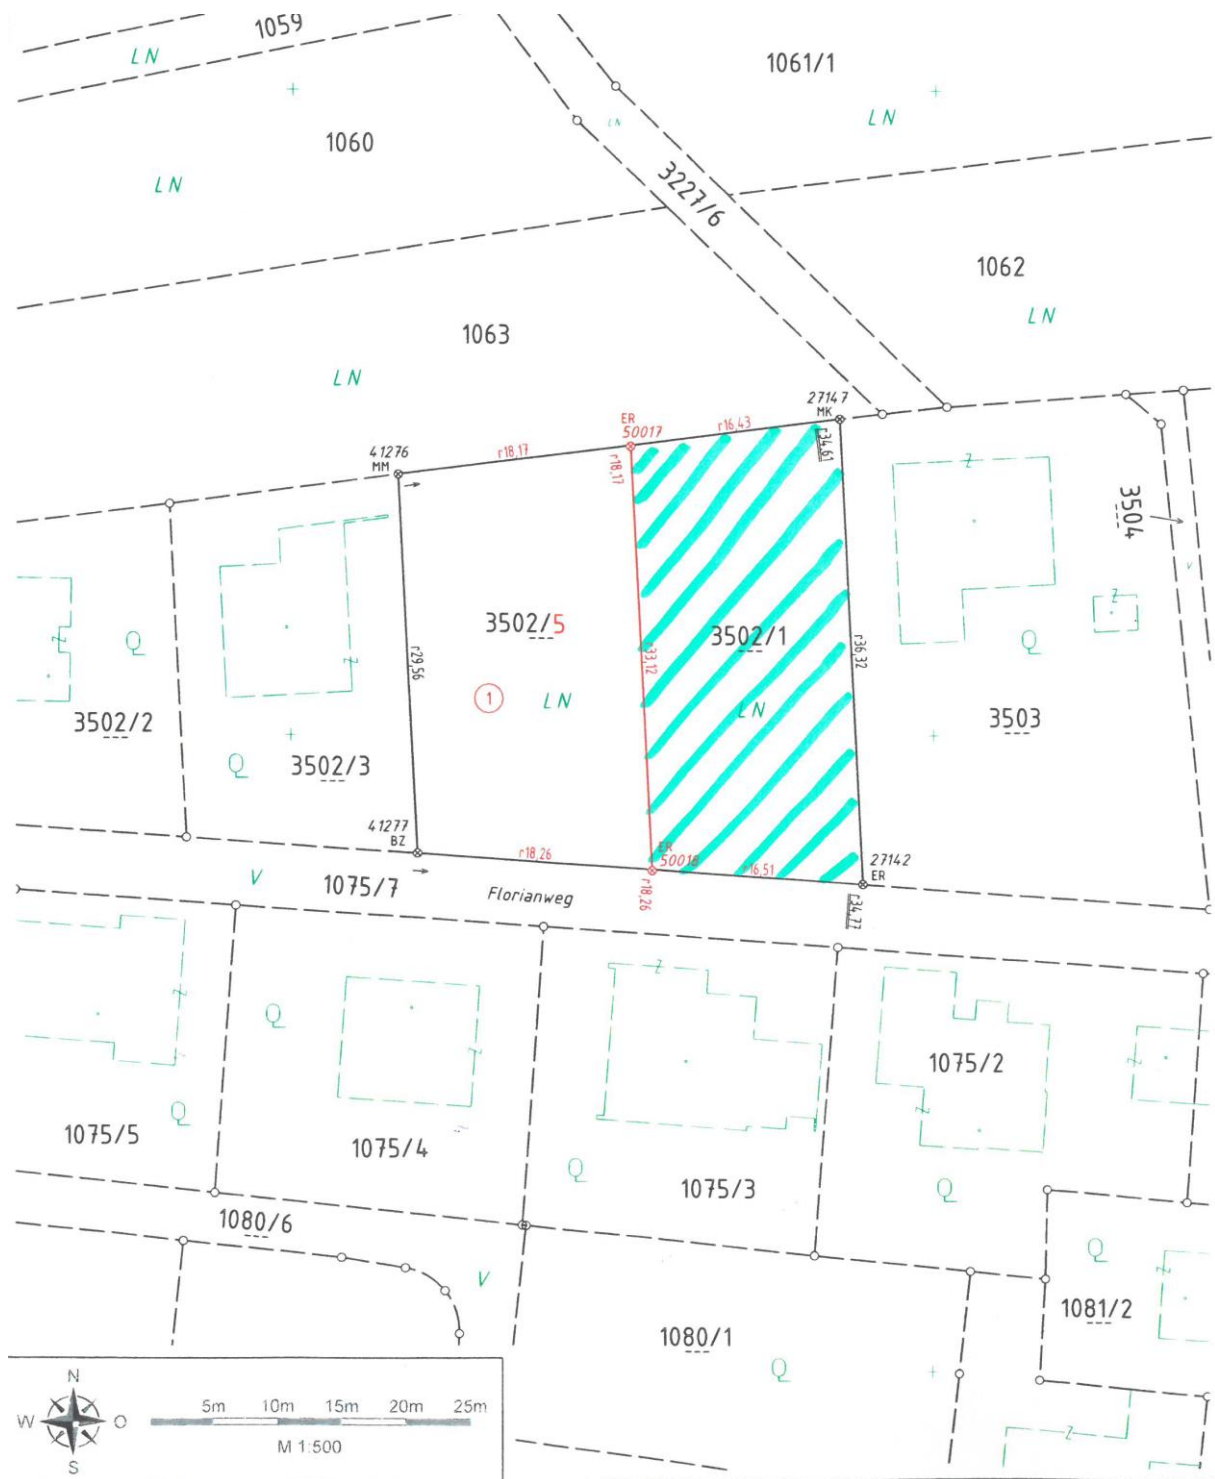 1059
LN
1061/1
LN
LN
1060
LN
3227/6
1062
LN
1063
LN
27147
MK
ER
50017
r16,43
r34,61
41276
MM
r18,17
r18,17
Z
3504
V
3502/5
3502/1
Z
Q
Z
Z
Q
r29,56
r33,12
r36,32
1
LN
LN
3503
3502/2
Q
3502/3
41277
BZ
r18,26
ER
50016
r16,51
27142
ER
V
1075/7
Florianweg
r18,26
r34,77
Z
Z
Q
Q
Z
1075/2
Z
Z
Q
1075/5
1075/4
Q
1075/3
Q
1080/6
V
Q
Z
1081/2
1080/1
Q
N
W
O
S
5m 10m 15m 20m 25m
M 1:500
Z